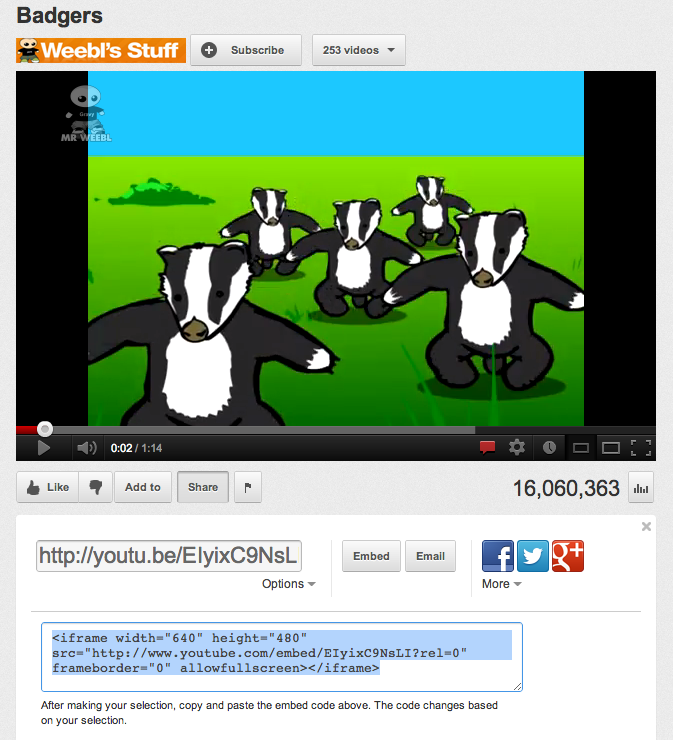 Badgers
Weebl's Stuff
Subscribe
253 videos
Gravy
MR WEEBL
0:02 / 1:14
Like
Add to
Share
16,060,363
http://youtu.be/EIyixC9NsL
Embed
Email
Options
More
<iframe width="640" height="480"
src="http://www.youtube.com/embed/EIyixC9NsLI?rel=0"
frameborder="0" allowfullscreen></iframe>
After making your selection, copy and paste the embed code above. The code changes based
on your selection.